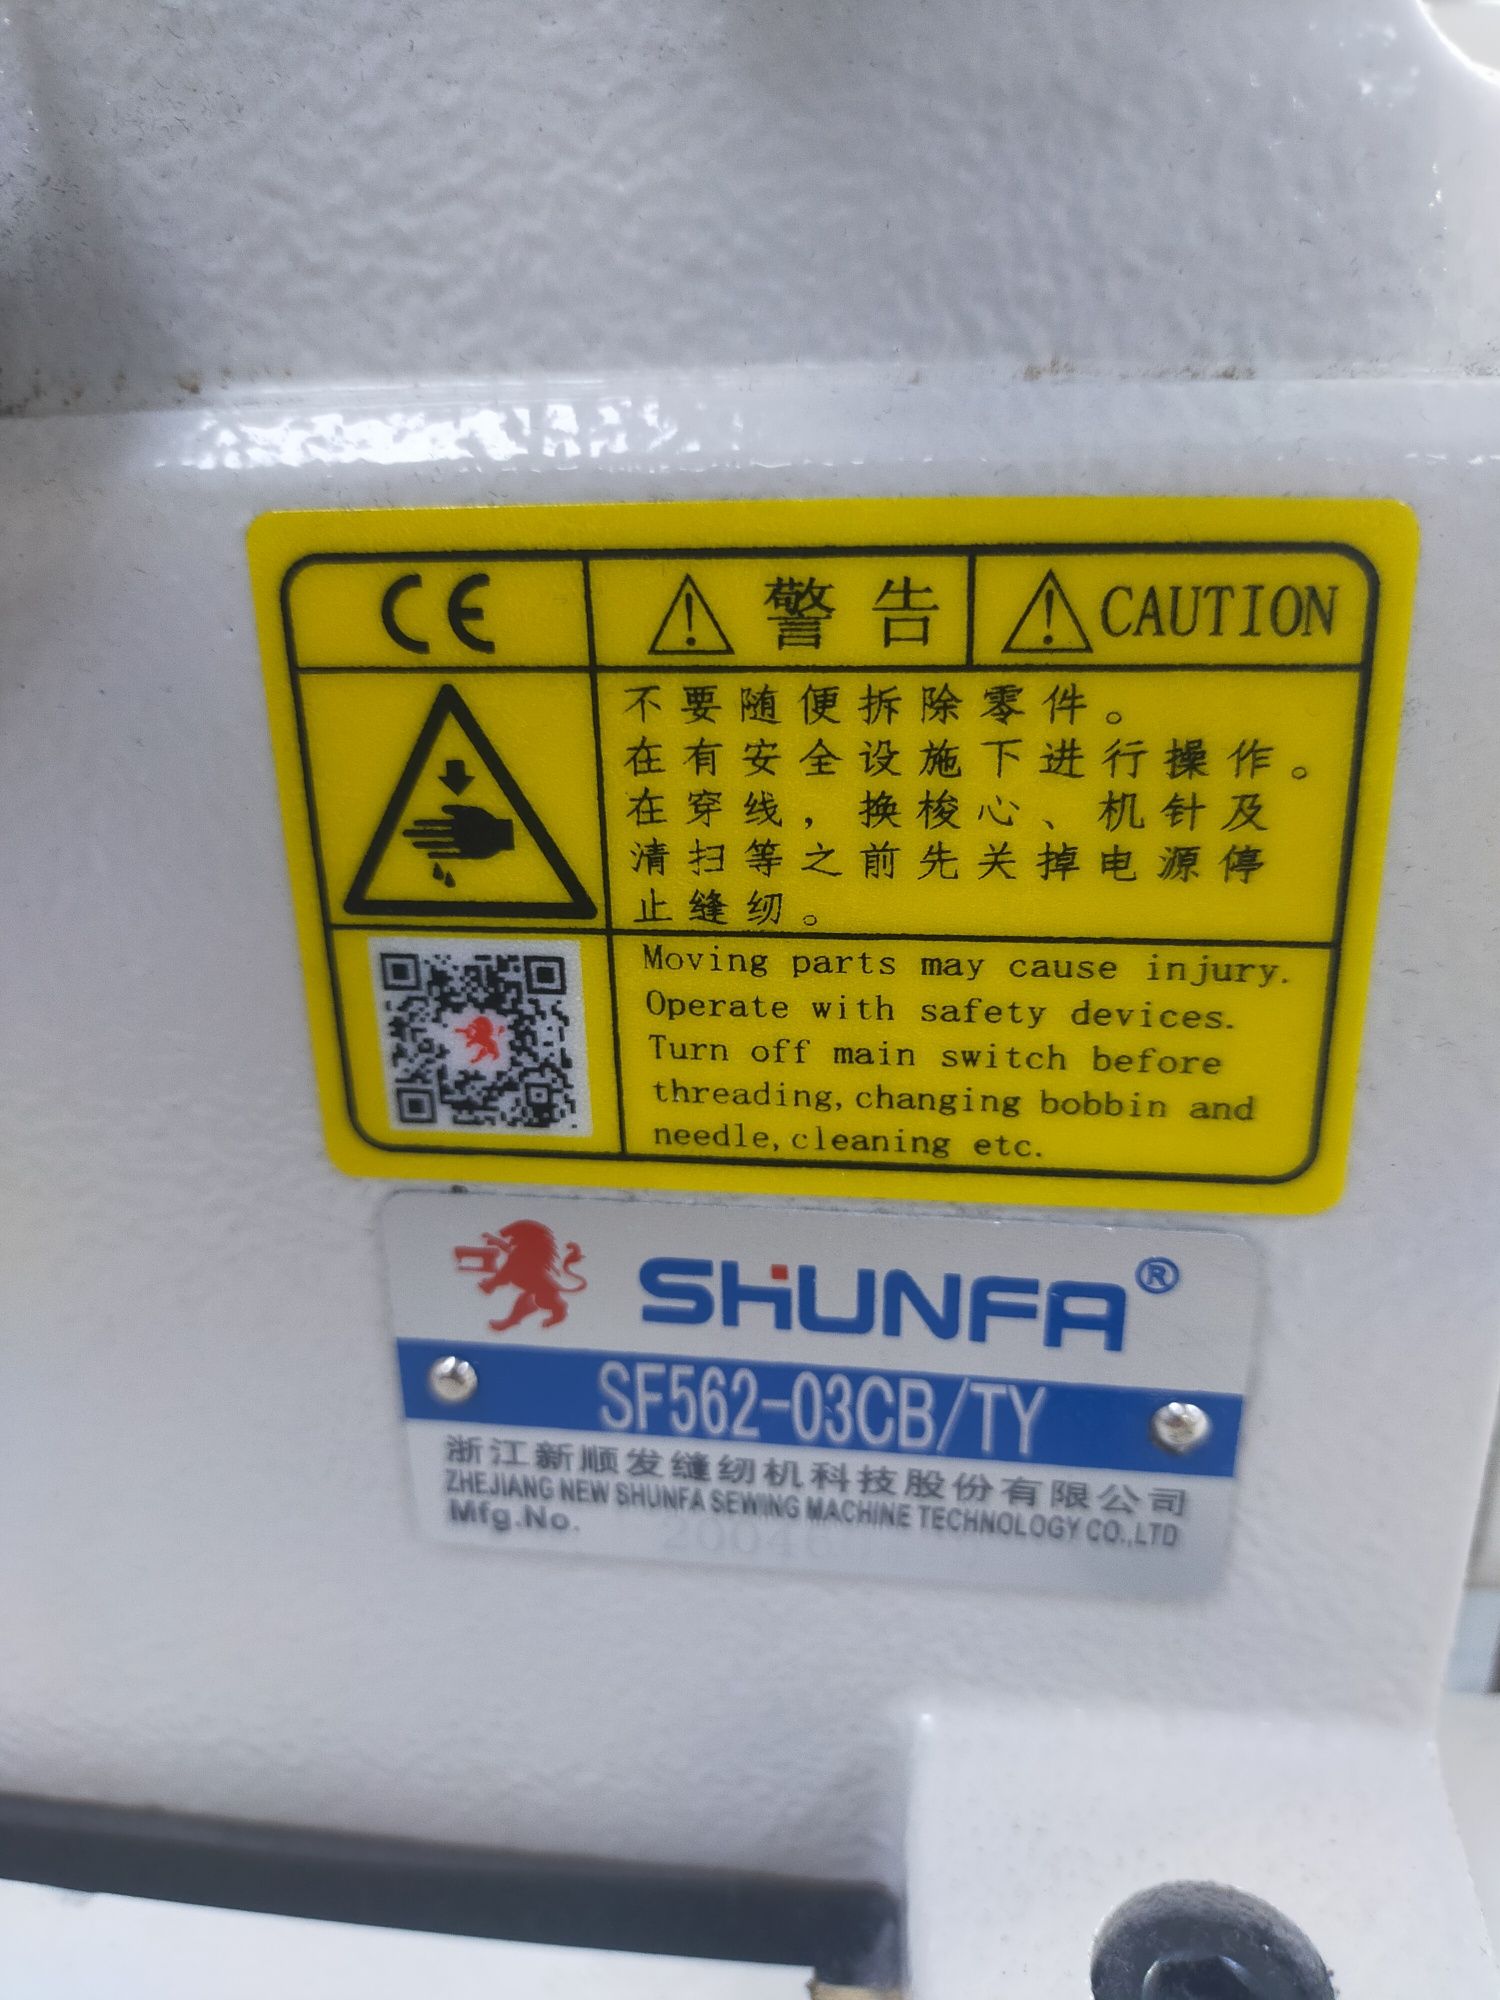 CE
警告
CAUTION
不要随便拆除零件。
在有安全设施下进行操作。
在穿线，换梭心、机针及
清扫等之前先关掉电源停
止缝纫。
Moving parts may cause injury.
Operate with safety devices.
Turn off main switch before
threading,changing bobbin and
needle,cleaning etc.
SHUNFA®
SF562-03CB/TY
浙江新顺发缝纫机科技股份有限公司
ZHEJIANG NEW SHUNFA SEWING MACHINE TECHNOLOGY CO.,LTD
Mfg.No.